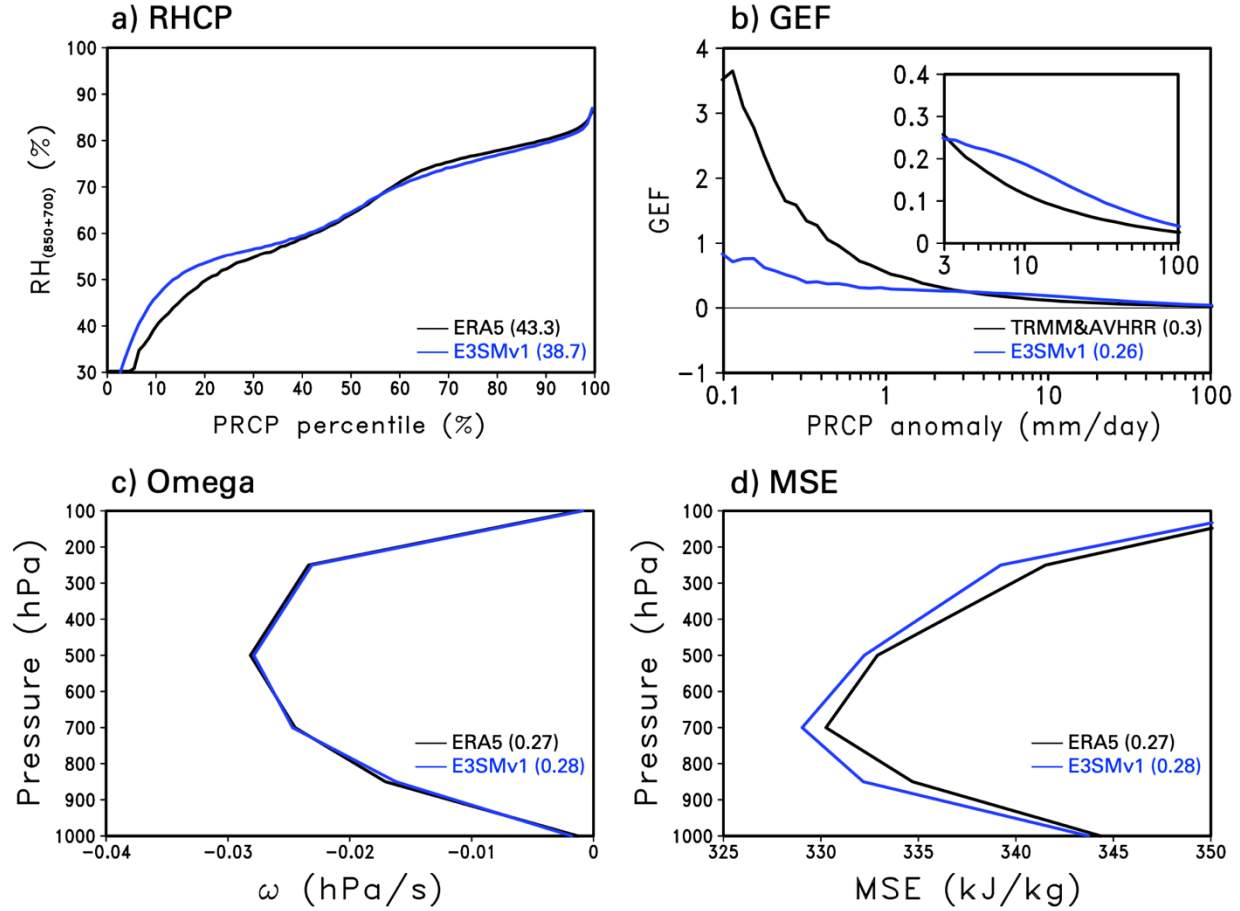 a) RHCP
100
90
80
70
60
50
40
30
RH(850+700) (%)
ERA5 (43.3)
E3SMv1 (38.7)
0 10 20 30 40 50 60 70 80 90 100
PRCP percentile (%)
b) GEF
4
3
2
1
0
-1
GEF
0.4
0.3
0.2
0.1
0
3 10 100
TRMM&AVHRR (0.3)
E3SMv1 (0.26)
0.1 1 10 100
PRCP anomaly (mm/day)
c) Omega
100
200
300
400
500
600
700
800
900
1000
Pressure (hPa)
ERA5 (0.27)
E3SMv1 (0.28)
-0.04 -0.03 -0.02 -0.01 0
ω (hPa/s)
d) MSE
100
200
300
400
500
600
700
800
900
1000
Pressure (hPa)
ERA5 (0.27)
E3SMv1 (0.28)
325 330 335 340 345 350
MSE (kJ/kg)